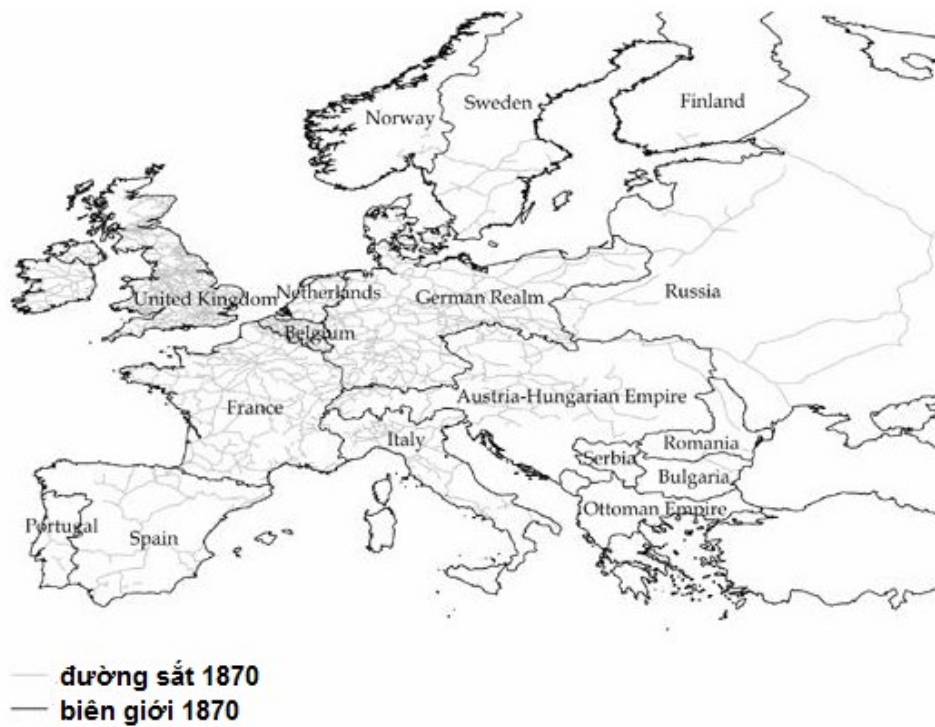 Norway
Sweden
Finland
United Kingdom
Netherlands
German Realm
Russia
Belgium
France
Austria-Hungarian Empire
Italy
Romania
Serbia
Bulgaria
Ottoman Empire
Portugal
Spain
đường sắt 1870
biên giới 1870